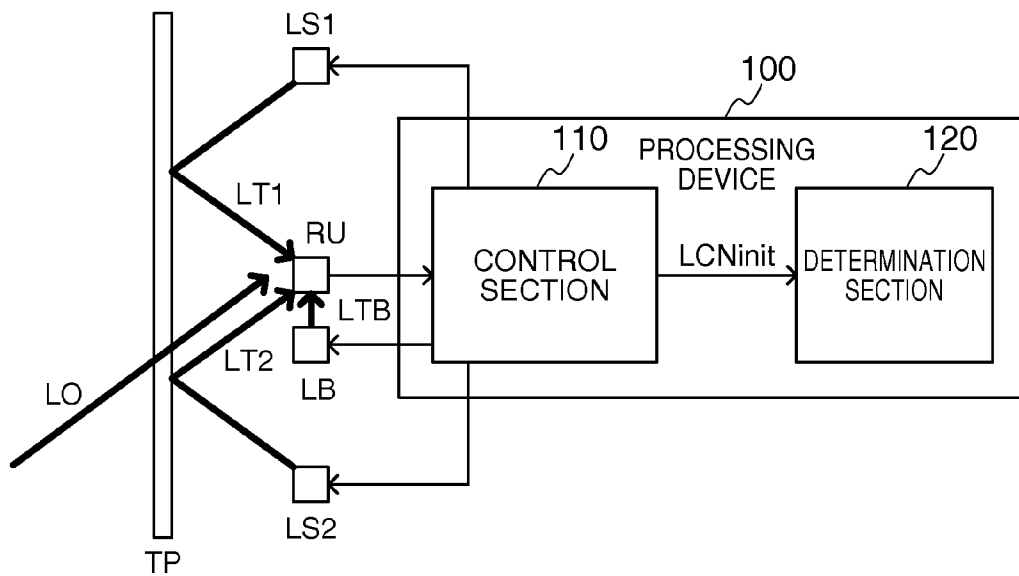 LS1
100
110
PROCESSING
DEVICE
120
LT1
RU
CONTROL
SECTION
LCNinit
DETERMINATION
SECTION
LTB
LT2
LO
LB
LS2
TP